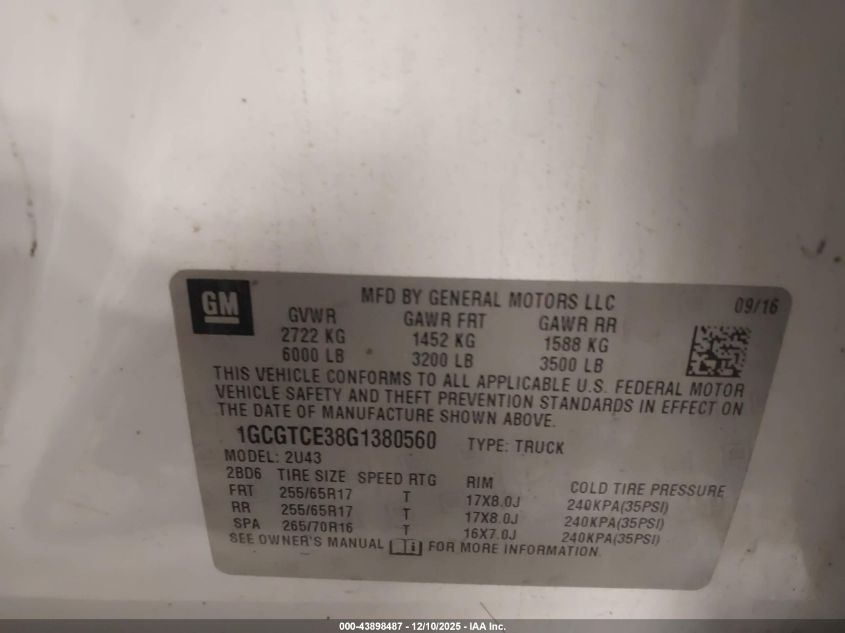 GM
MFD BY GENERAL MOTORS LLC
09/16
GVWR GAWR FRT GAWR RR
2722 KG 1452 KG 1588 KG
6000 LB 3200 LB 3500 LB
THIS VEHICLE CONFORMS TO ALL APPLICABLE U.S. FEDERAL MOTOR
VEHICLE SAFETY AND THEFT PREVENTION STANDARDS IN EFFECT ON
THE DATE OF MANUFACTURE SHOWN ABOVE.
1GCGTCE38G1380560 TYPE: TRUCK
MODEL: 2U43
2BD6 TIRE SIZE SPEED RTG RIM COLD TIRE PRESSURE
FRT 255/65R17 T 17X8.0J 240KPA(35PSI)
RR 255/65R17 T 17X8.0J 240KPA(35PSI)
SPA 265/70R16 T 16X7.0J 240KPA(35PSI)
SEE OWNER'S MANUAL FOR MORE INFORMATION.
000-43898487 - 12/10/2025 - IAA Inc.